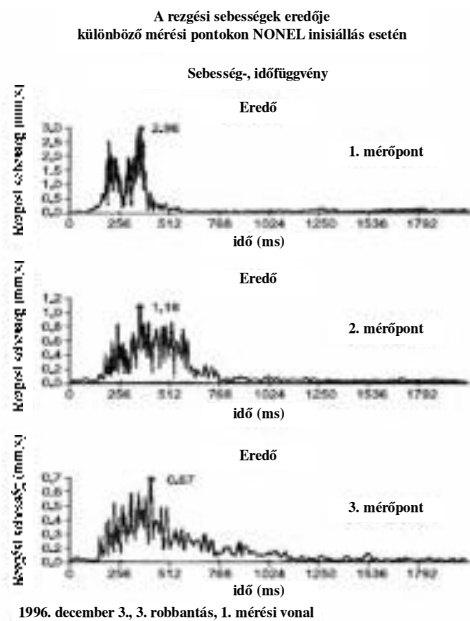 A rezgési sebességek eredője
különböző mérési pontokon NONEL inisiállás esetén
Sebesség-, időfüggvény
Eredő
2,98
1. mérőpont
3,0
2,5
2,0
1,5
1,0
0,5
0,0
0 256 512 768 1024 1250 1536 1792
idő (ms)
Eredő
1,2
1,0
0,8
0,6
0,4
0,2
0,0
2. mérőpont
0 256 512 768 1024 1250 1536 1792
idő (ms)
Eredő
Rezgési sebesség (mm/s)
0,7
0,6
0,5
0,4
0,3
0,2
0,1
0,0
0,67
3. mérőpont
0 256 512 768 1024 1250 1536 1792
idő (ms)
1996. december 3., 3. robbantás, 1. mérési vonal